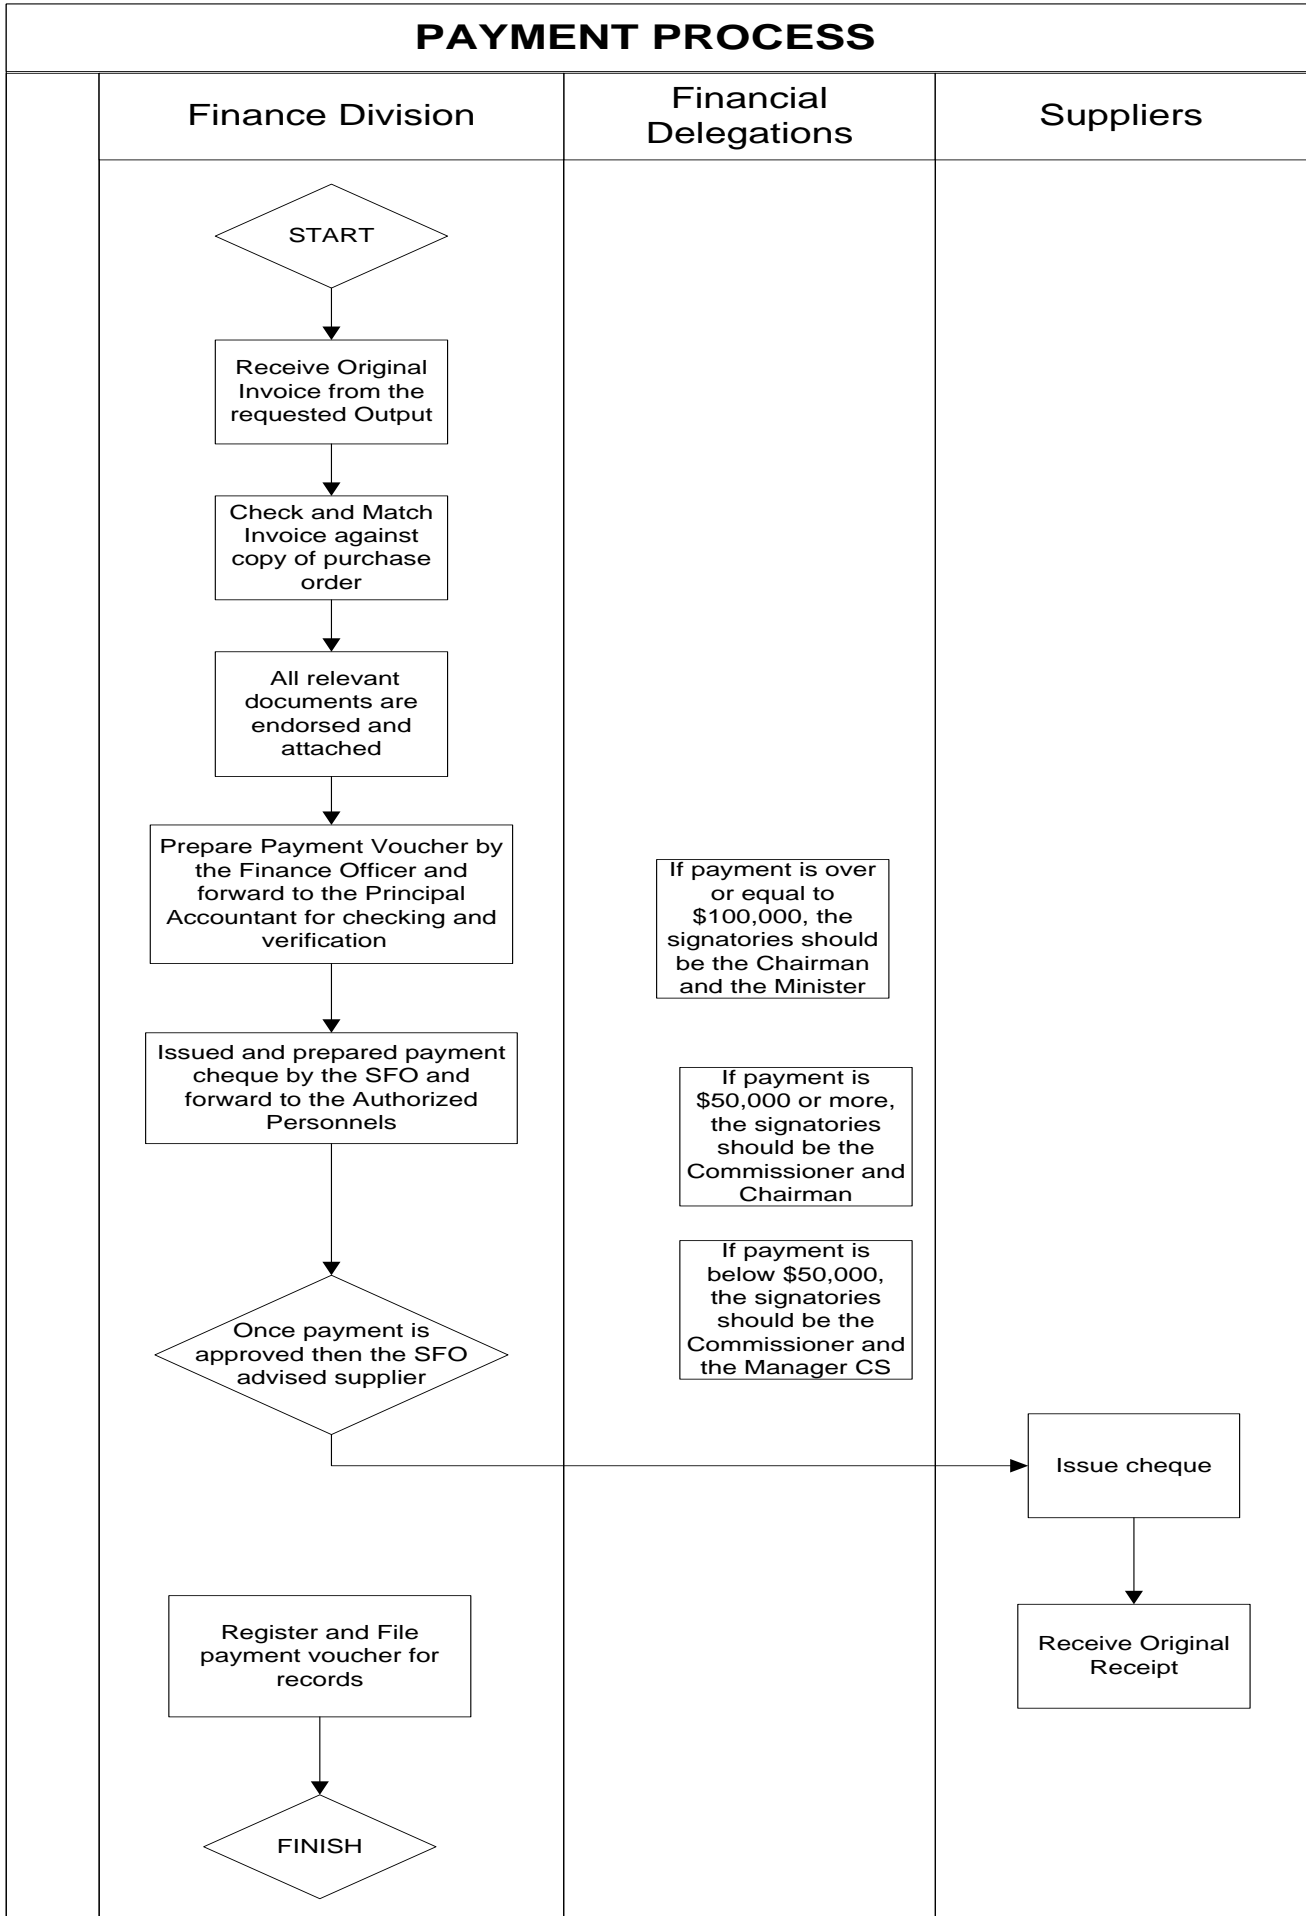 PAYMENT PROCESS
Finance Division
Financial
Delegations
Suppliers
START
Receive Original
Invoice from the
requested Output
Check and Match
Invoice against
copy of purchase
order
All relevant
documents are
endorsed and
attached
Prepare Payment Voucher by
the Finance Officer and
forward to the Principal
Accountant for checking and
verification
If payment is over
or equal to
$100,000, the
signatories should
be the Chairman
and the Minister
Issued and prepared payment
cheque by the SFO and
forward to the Authorized
Personnels
If payment is
$50,000 or more,
the signatories
should be the
Commissioner and
Chairman
If payment is
below $50,000,
the signatories
should be the
Commissioner and
the Manager CS
Once payment is
approved then the SFO
advised supplier
Issue cheque
Register and File
payment voucher for
records
Receive Original
Receipt
FINISH